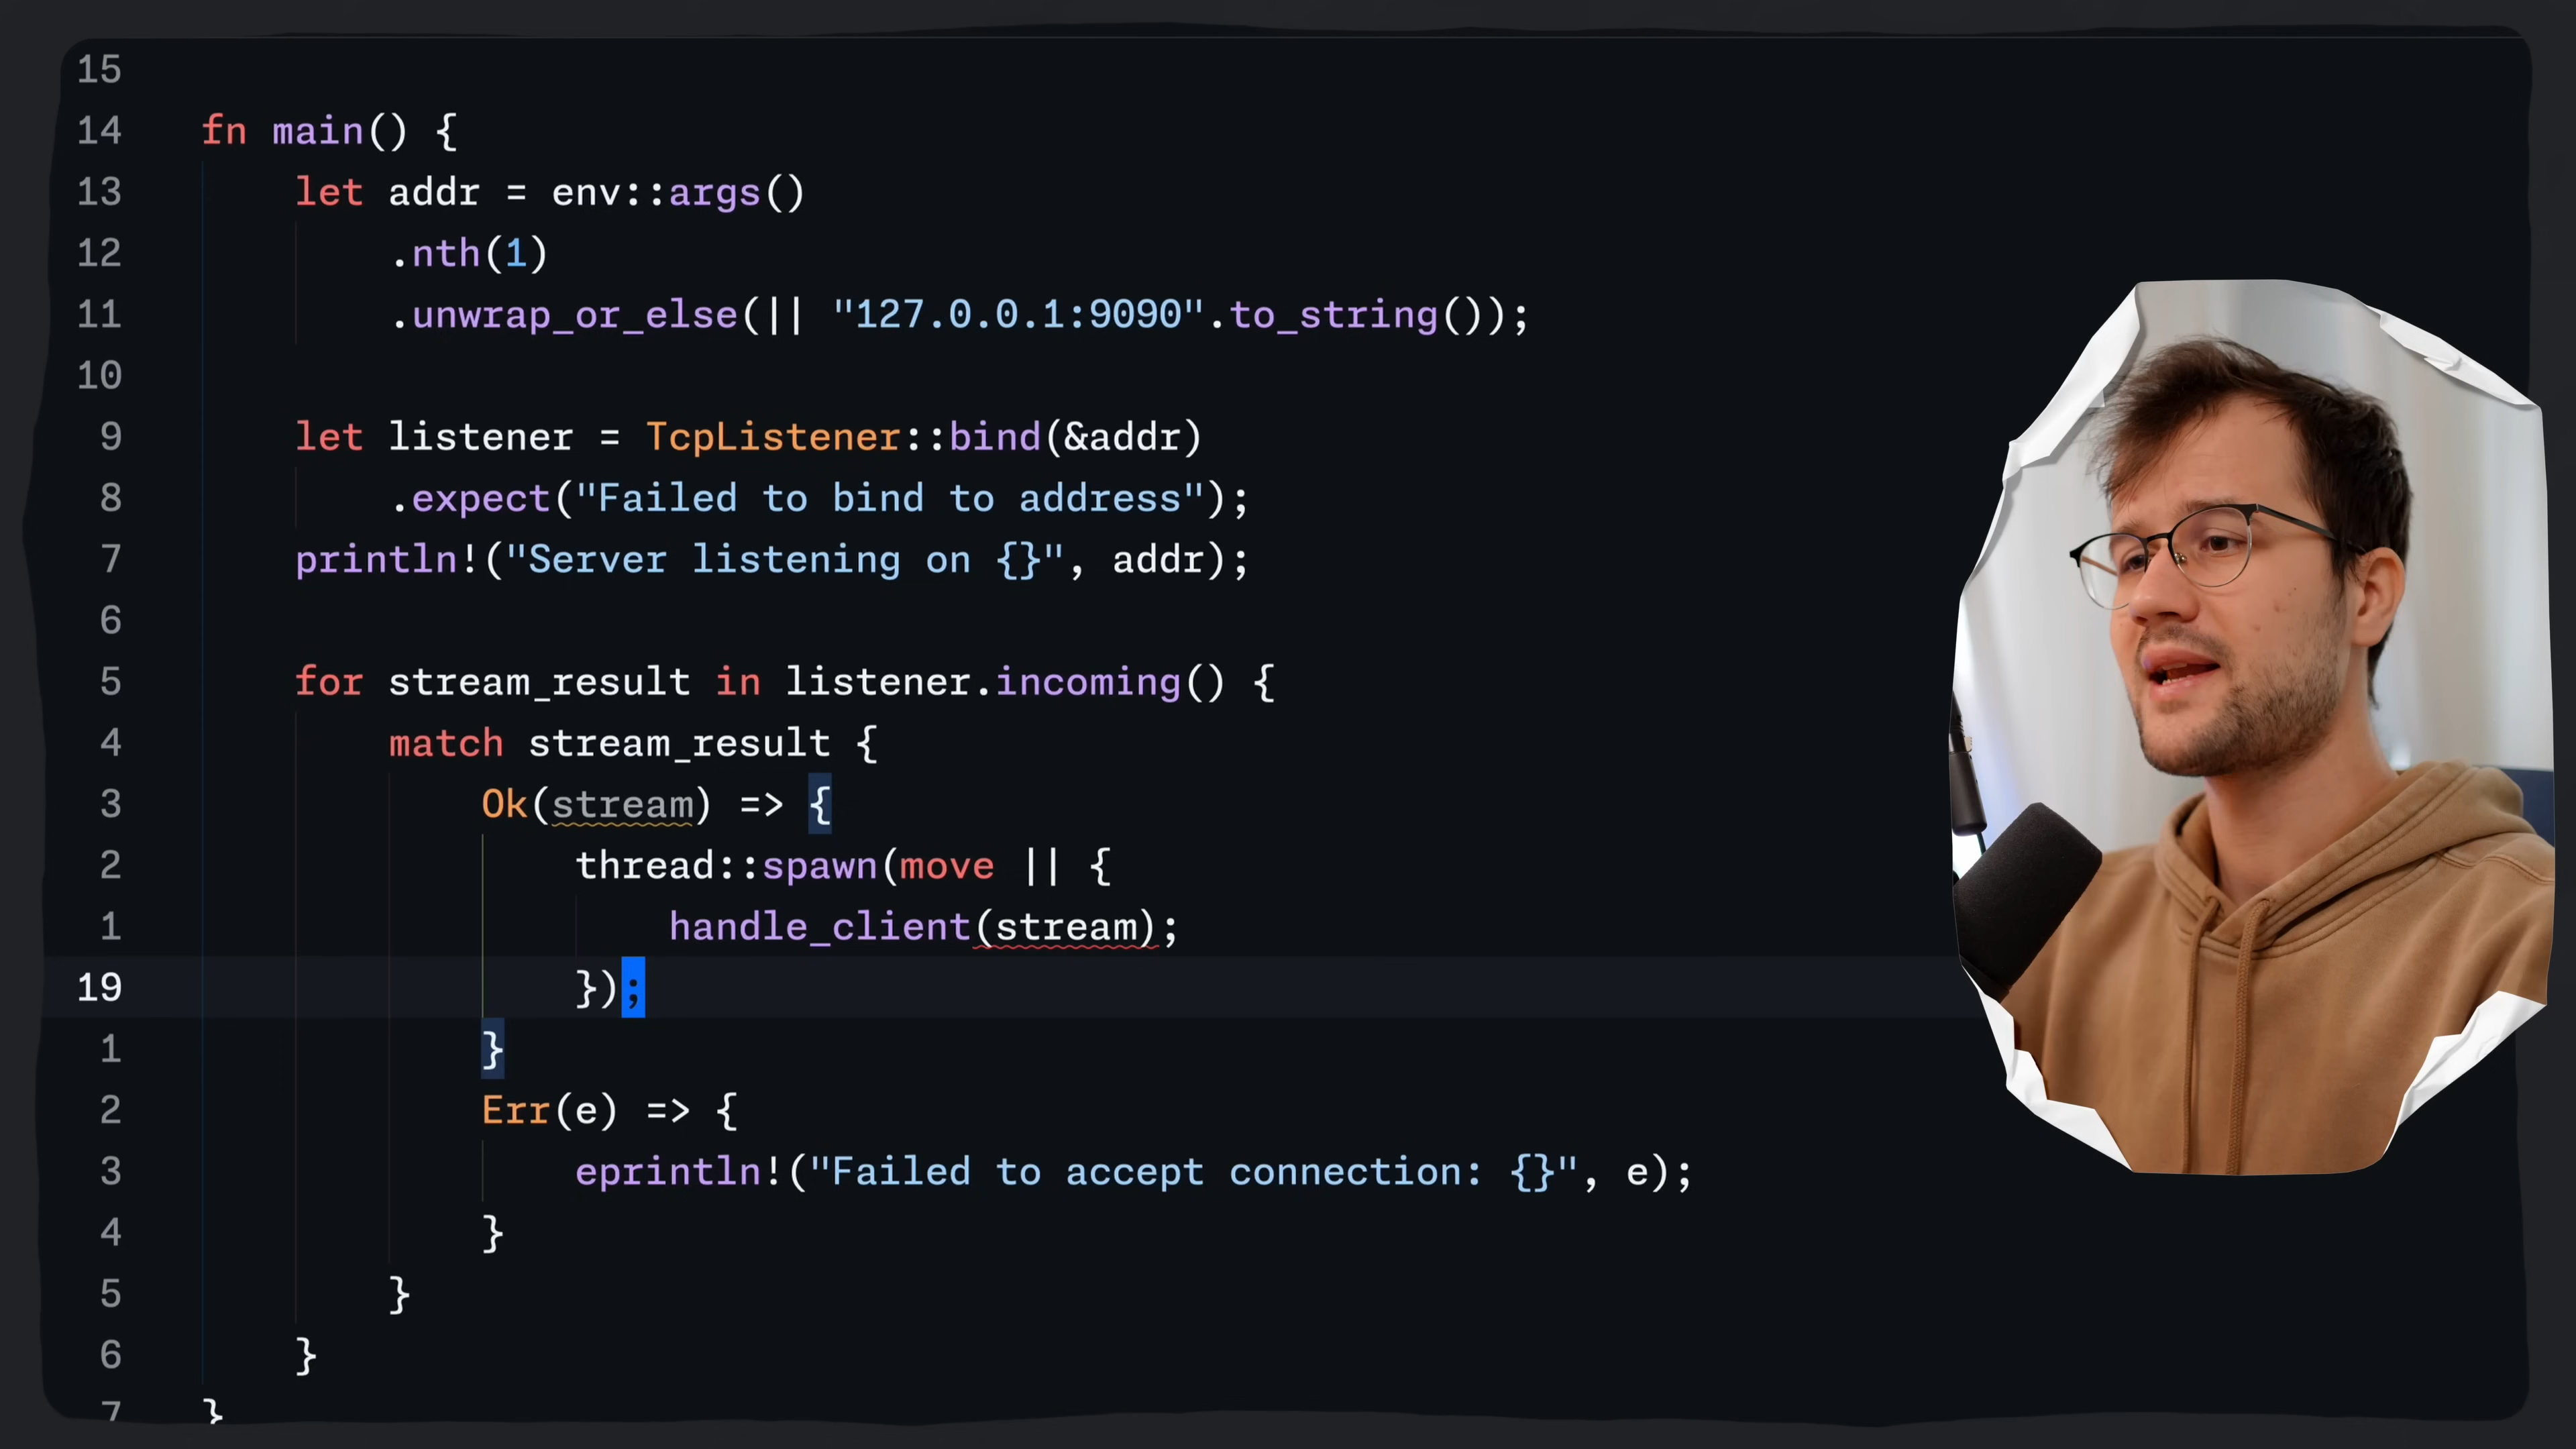 15
14 fn main() {
13 let addr = env::args()
12 .nth(1)
11 .unwrap_or_else(|| "127.0.0.1:9090".to_string());
10
9 let listener = TcpListener::bind(&addr)
8 .expect("Failed to bind to address");
7 println!("Server listening on {}", addr);
6
5 for stream_result in listener.incoming() {
4 match stream_result {
3 Ok(stream) => {
2 thread::spawn(move || {
1 handle_client(stream);
19 });
1 }
2 Err(e) => {
3 eprintln!("Failed to accept connection: {}", e);
4 }
5 }
6 }
7 }